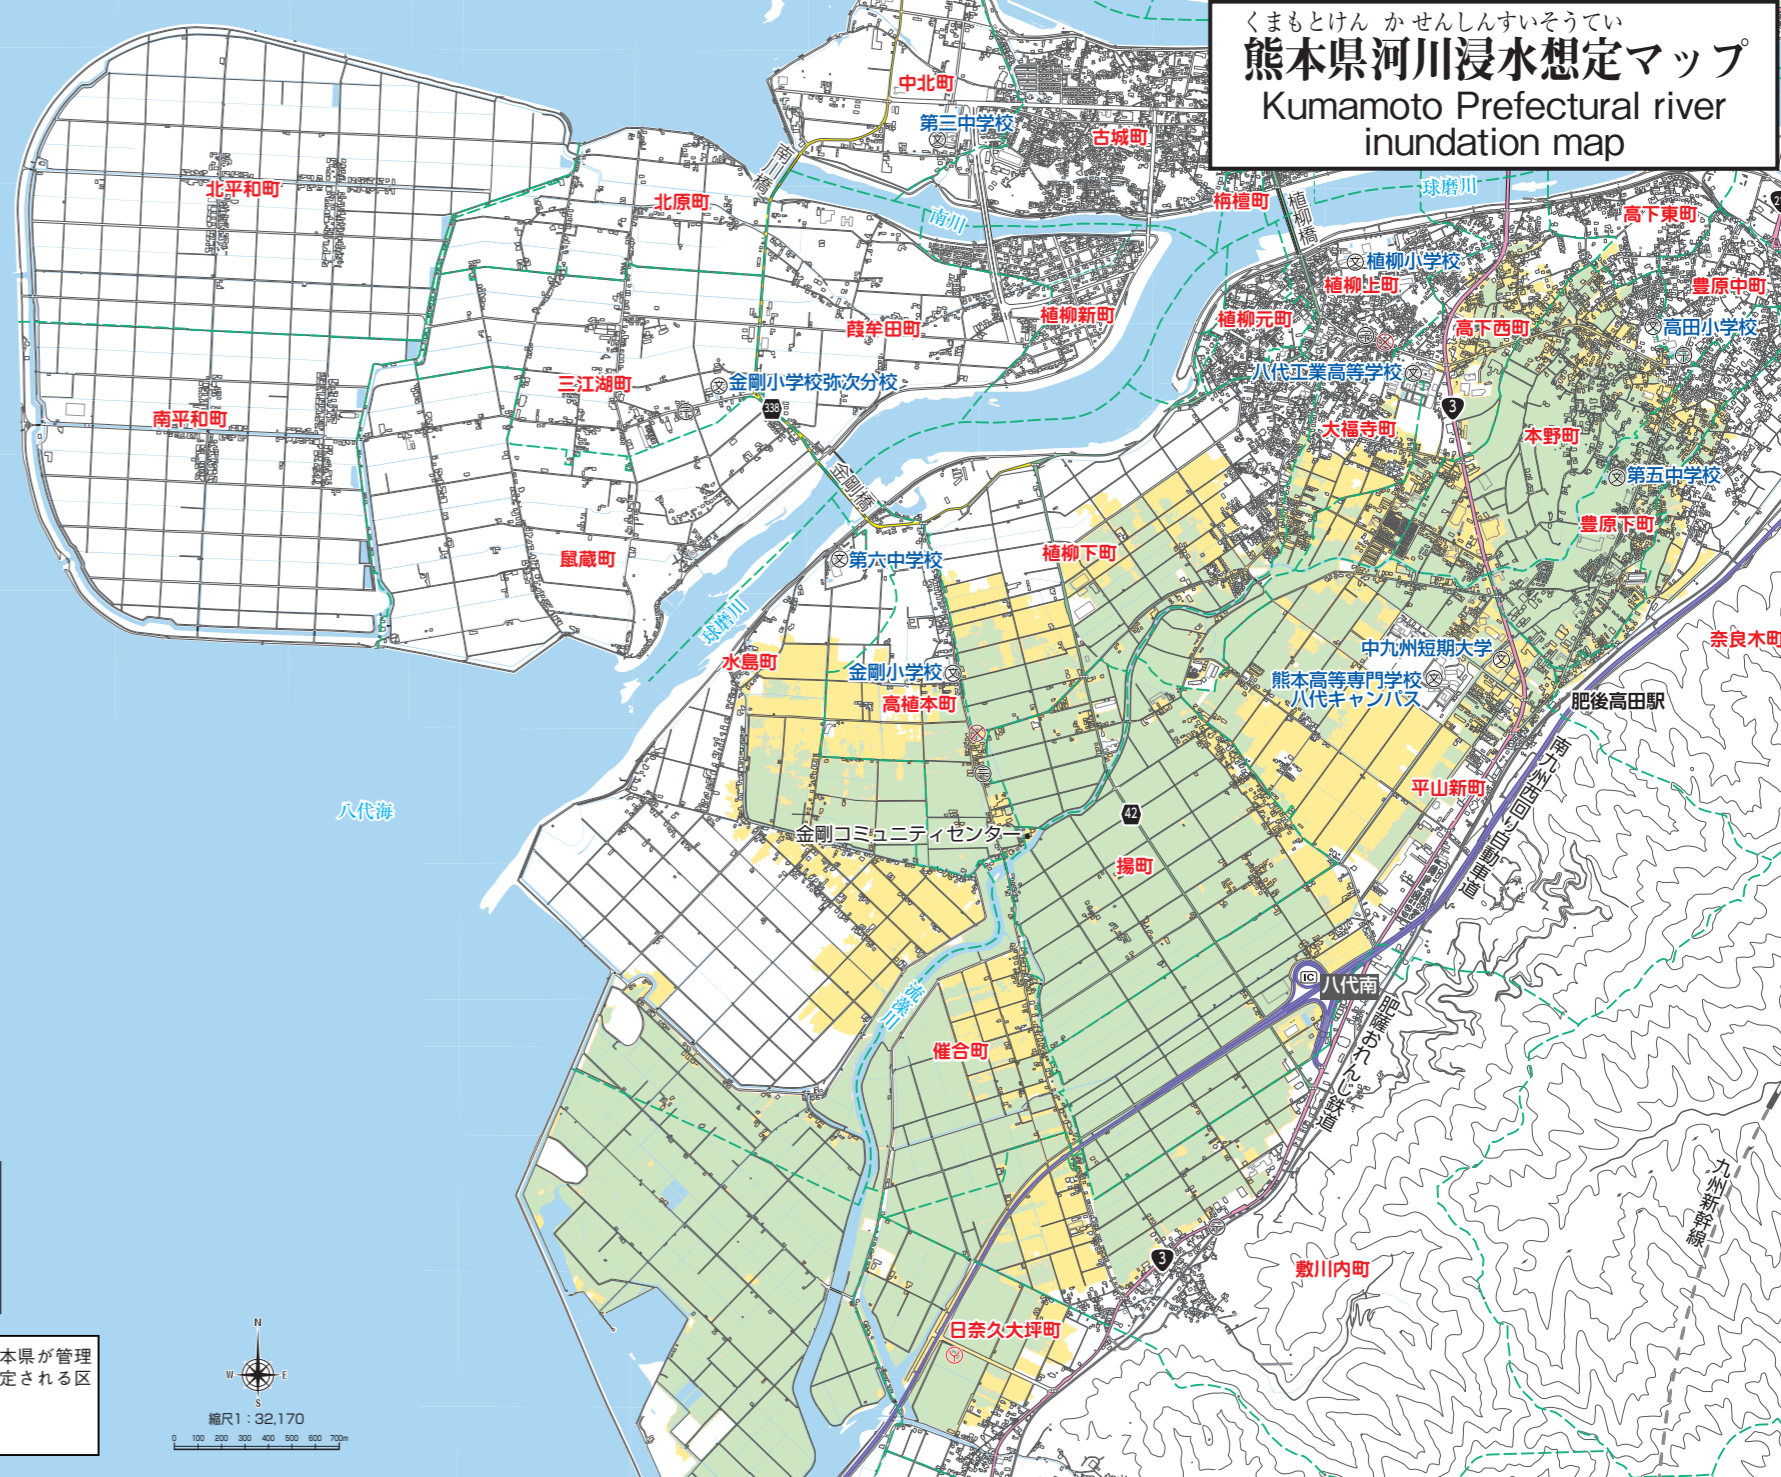 くまもとけん かせんしんすいそうてい
熊本県河川浸水想定マップ
Kumamoto Prefectural river
inundation map
中北町
第三中学校
古城町
南川橋
北平和町
北原町
南川
栴檀町
植柳橋
球磨川
高下東町
植柳小学校
植柳上町
豊原中町
葭牟田町
植柳新町
植柳元町
高下西町
高田小学校
三江湖町
金剛小学校弥次分校
338
八代工業高等学校
3
南平和町
大福寺町
本野町
金剛橋
第五中学校
豊原下町
鼠蔵町
第六中学校
植柳下町
球磨川
水島町
金剛小学校
高植本町
中九州短期大学
熊本高等専門学校
八代キャンパス
奈良木町
肥後高田駅
南九州西回り自動車道
平山新町
八代海
42
金剛コミュニティセンター
揚町
IC
八代南
流藻川
肥薩おれんじ鉄道
催合町
九州新幹線
3
敷川内町
日奈久大坪町
本県が管理
定される区
N
W E
S
縮尺1：32,170
0 100 200 300 400 500 600 700m